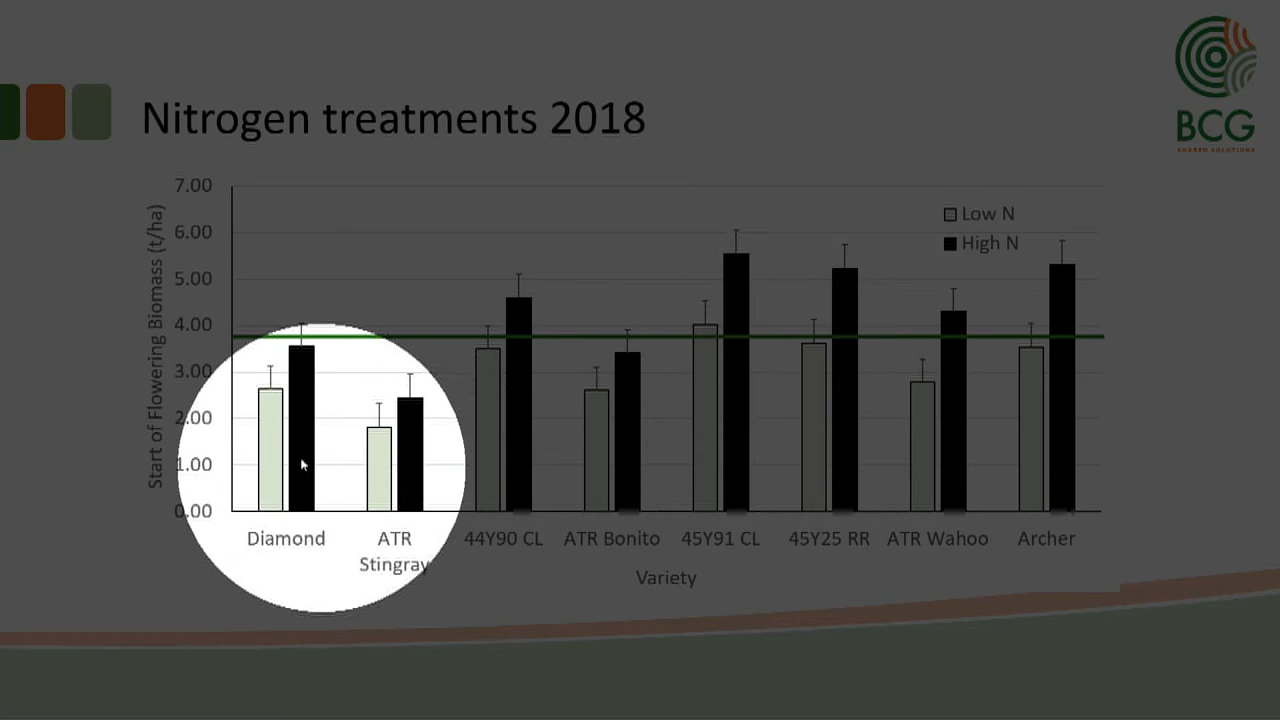 BCG
SHARED SOLUTIONS
Nitrogen treatments 2018
7.00
6.00
5.00
4.00
3.00
2.00
1.00
0.00
Start of Flowering Biomass (t/ha)
Low N
High N
Diamond
ATR Stingray
44Y90 CL
ATR Bonito
45Y91 CL
45Y25 RR
ATR Wahoo
Archer
Variety